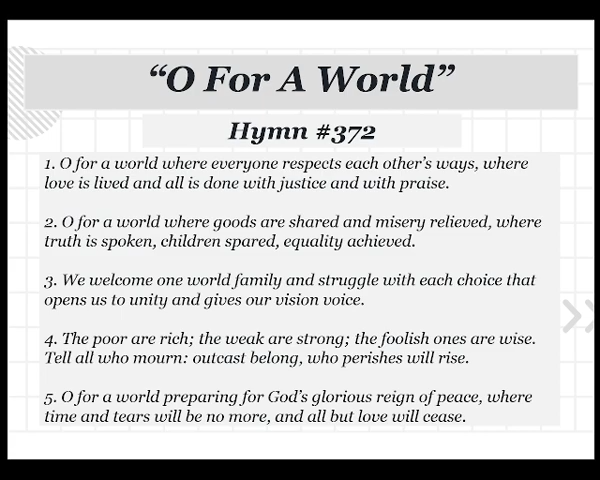 “O For A World”
Hymn #372
1. O for a world where everyone respects each other’s ways, where
love is lived and all is done with justice and with praise.
2. O for a world where goods are shared and misery relieved, where
truth is spoken, children spared, equality achieved.
3. We welcome one world family and struggle with each choice that
opens us to unity and gives our vision voice.
4. The poor are rich; the weak are strong; the foolish ones are wise.
Tell all who mourn: outcast belong, who perishes will rise.
5. O for a world preparing for God’s glorious reign of peace, where
time and tears will be no more, and all but love will cease.